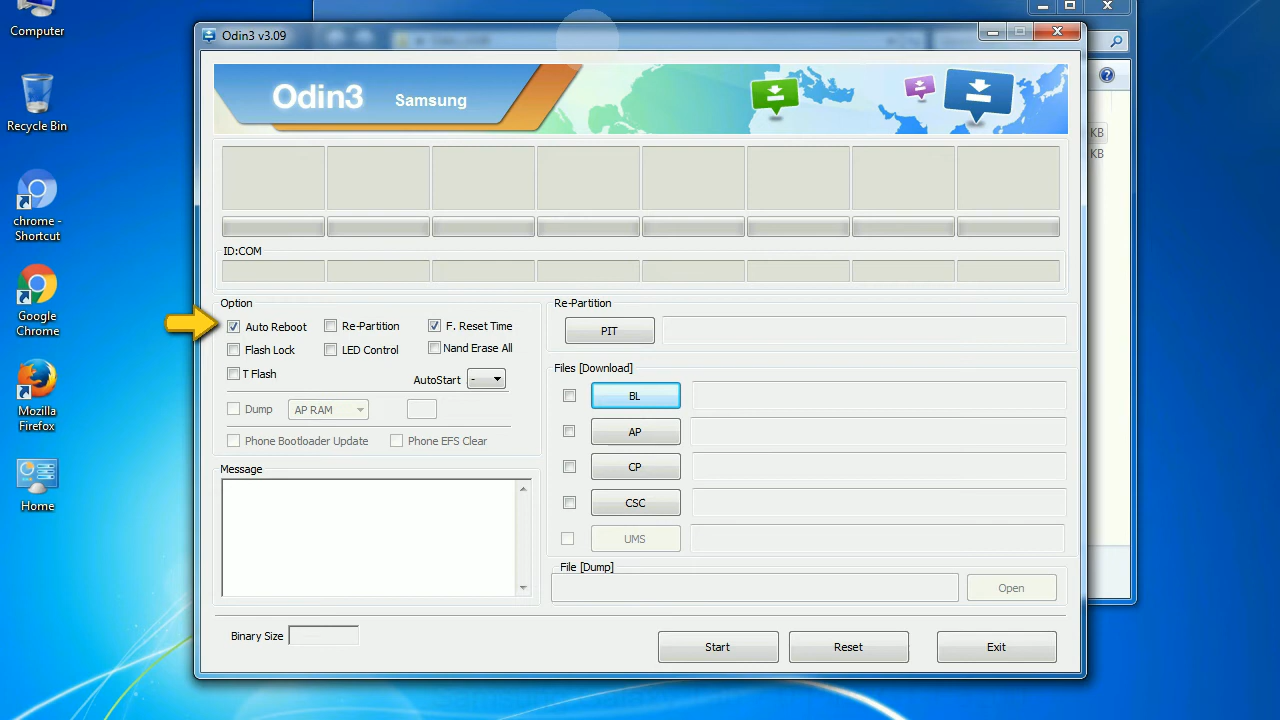 Computer
Recycle Bin
chrome -
Shortcut
Google
Chrome
Mozilla
Firefox
Home
Odin3 v3.09
Odin3 Samsung
ID:COM
Option
Auto Reboot Re-Partition F. Reset Time
Flash Lock LED Control Nand Erase All
T Flash
AutoStart -
Dump AP RAM
Phone Bootloader Update Phone EFS Clear
Message
Re-Partition
PIT
Files [Download]
BL
AP
CP
CSC
UMS
File [Dump]
Open
Binary Size
Start Reset Exit
KB
KB